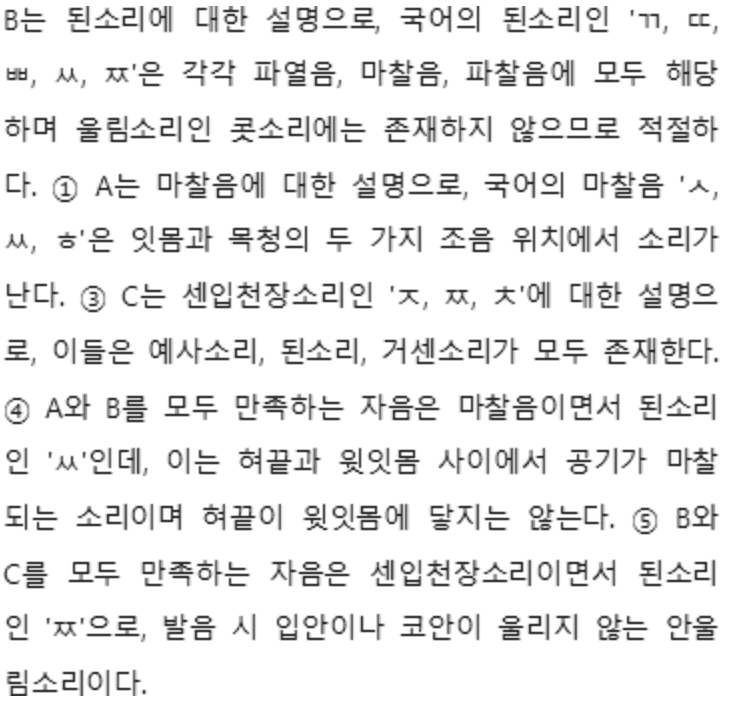 B는 된소리에 대한 설명으로, 국어의 된소리인 'ㄲ, ㄸ,
ㅃ, ㅆ, ㅉ'은 각각 파열음, 마찰음, 파찰음에 모두 해당
하며 울림소리인 콧소리에는 존재하지 않으므로 적절하
다. ① A는 마찰음에 대한 설명으로, 국어의 마찰음 'ㅅ,
ㅆ, ㅎ'은 잇몸과 목청의 두 가지 조음 위치에서 소리가
난다. ③ C는 센입천장소리인 'ㅈ, ㅉ, ㅊ'에 대한 설명으
로, 이들은 예사소리, 된소리, 거센소리가 모두 존재한다.
④ A와 B를 모두 만족하는 자음은 마찰음이면서 된소리
인 'ㅆ'인데, 이는 혀끝과 윗잇몸 사이에서 공기가 마찰
되는 소리이며 혀끝이 윗잇몸에 닿지는 않는다. ⑤ B와
C를 모두 만족하는 자음은 센입천장소리이면서 된소리
인 'ㅉ'으로, 발음 시 입안이나 코안이 울리지 않는 안울
림소리이다.